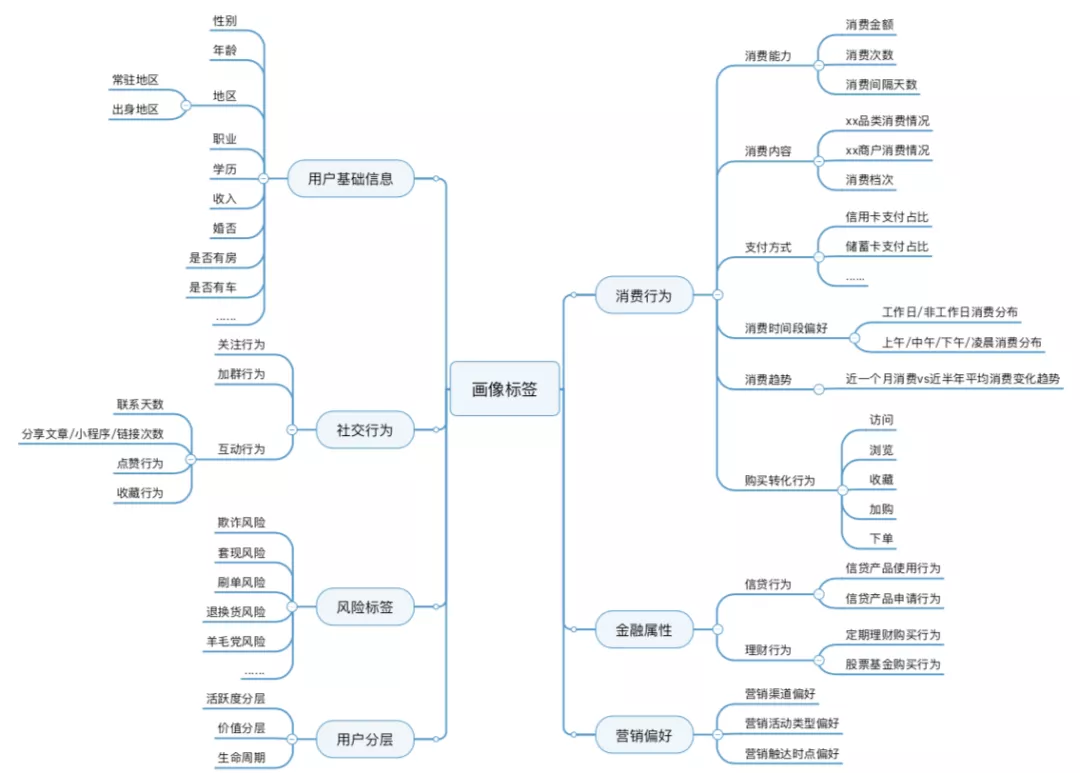 画像标签
用户基础信息
性别
年龄
地区
常驻地区
出身地区
职业
学历
收入
婚否
是否有房
是否有车
......
社交行为
关注行为
加群行为
互动行为
联系天数
分享文章/小程序/链接次数
点赞行为
收藏行为
风险标签
欺诈风险
套现风险
刷单风险
退换货风险
羊毛党风险
......
用户分层
活跃度分层
价值分层
生命周期
消费行为
消费能力
消费金额
消费次数
消费间隔天数
消费内容
xx品类消费情况
xx商户消费情况
消费档次
支付方式
信用卡支付占比
储蓄卡支付占比
......
消费时间段偏好
工作日/非工作日消费分布
上午/中午/下午/凌晨消费分布
消费趋势
近一个月消费vs近半年平均消费变化趋势
购买转化行为
访问
浏览
收藏
加购
下单
金融属性
信贷行为
信贷产品使用行为
信贷产品申请行为
理财行为
定期理财购买行为
股票基金购买行为
营销偏好
营销渠道偏好
营销活动类型偏好
营销触达时点偏好